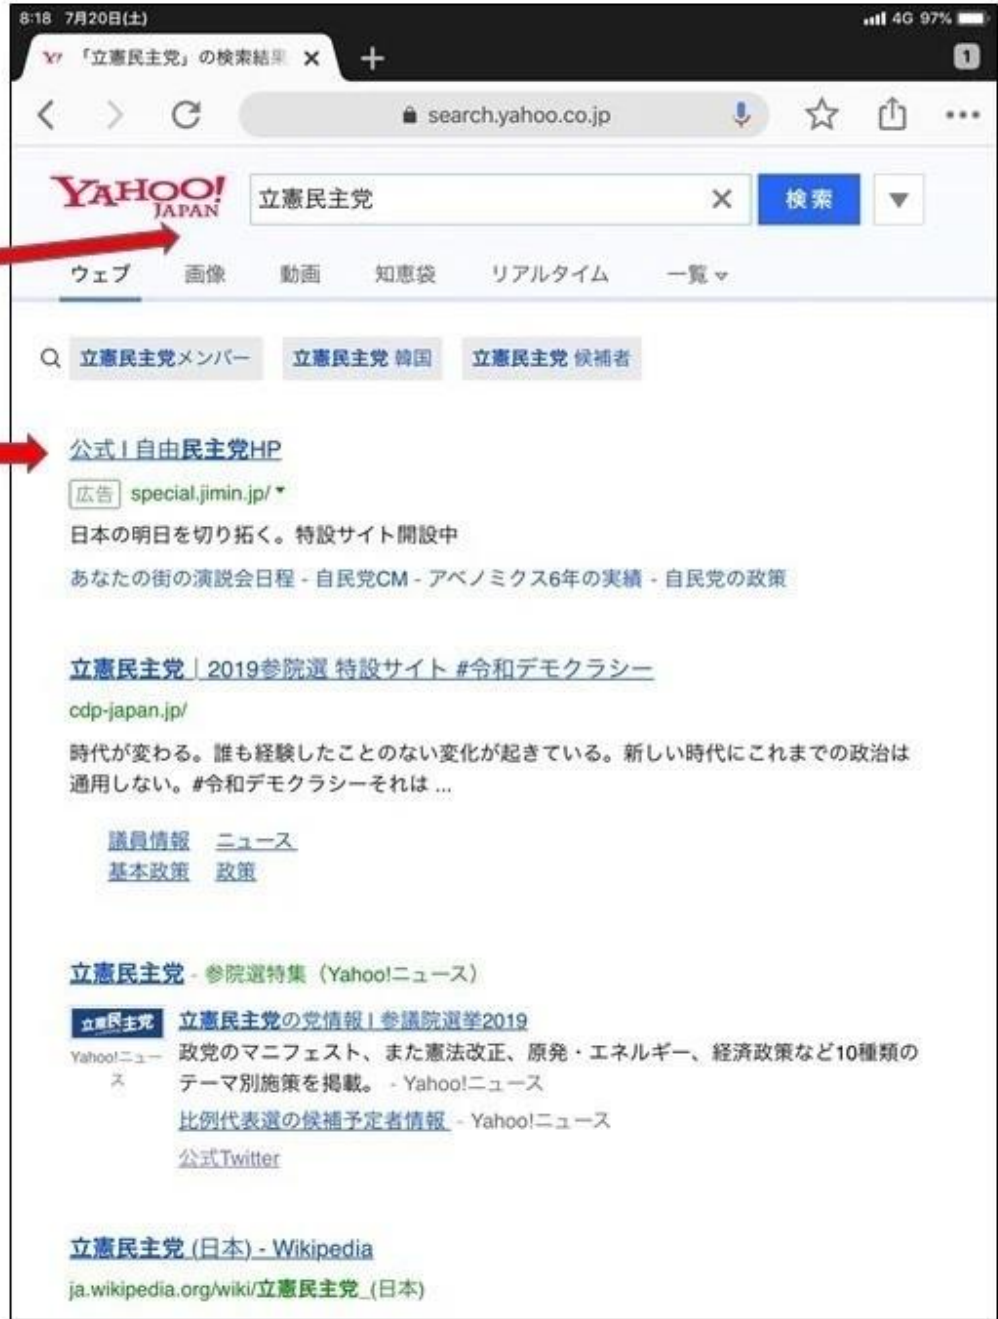 8:18 7月20日(土)
4G 97%
「立憲民主党」の検索結果
1
search.yahoo.co.jp
YAHOO!
JAPAN
立憲民主党
検索
ウェブ 画像 動画 知恵袋 リアルタイム 一覧
立憲民主党メンバー 立憲民主党 韓国 立憲民主党 候補者
公式 | 自由民主党HP
広告 special.jimin.jp/
日本の明日を切り拓く。特設サイト開設中
あなたの街の演説会日程 - 自民党CM - アベノミクス6年の実績 - 自民党の政策
立憲民主党 | 2019参院選 特設サイト #令和デモクラシー
cdp-japan.jp/
時代が変わる。誰も経験したことのない変化が起きている。新しい時代にこれまでの政治は
通用しない。#令和デモクラシーそれは ...
議員情報 ニュース
基本政策 政策
立憲民主党 - 参院選特集（Yahoo!ニュース）
立憲民主党
Yahoo!ニュー
ス
立憲民主党の党情報 | 参議院選挙2019
政党のマニフェスト、また憲法改正、原発・エネルギー、経済政策など10種類の
テーマ別施策を掲載。 - Yahoo!ニュース
比例代表選の候補予定者情報 - Yahoo!ニュース
公式Twitter
立憲民主党 (日本) - Wikipedia
ja.wikipedia.org/wiki/立憲民主党_(日本)